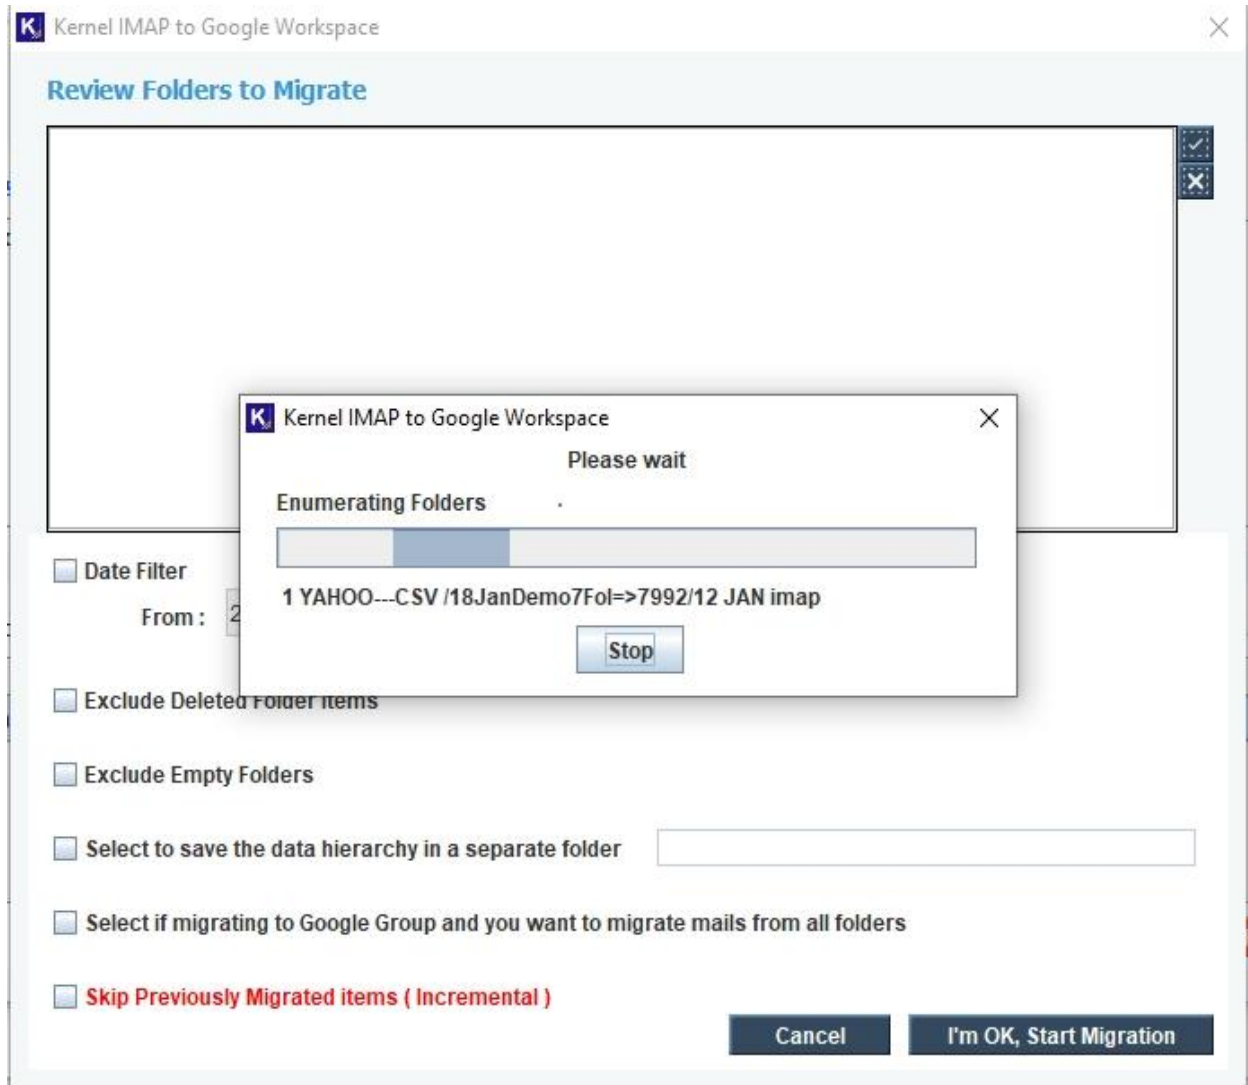 Kernel IMAP to Google Workspace
Review Folders to Migrate
Kernel IMAP to Google Workspace
Please wait
Enumerating Folders .
1 YAHOO---CSV /18JanDemo7Fol=>7992/12 JAN imap
Stop
Date Filter
From : 2
Exclude Deleted Folder Items
Exclude Empty Folders
Select to save the data hierarchy in a separate folder
Select if migrating to Google Group and you want to migrate mails from all folders
Skip Previously Migrated items ( Incremental )
Cancel
I'm OK, Start Migration